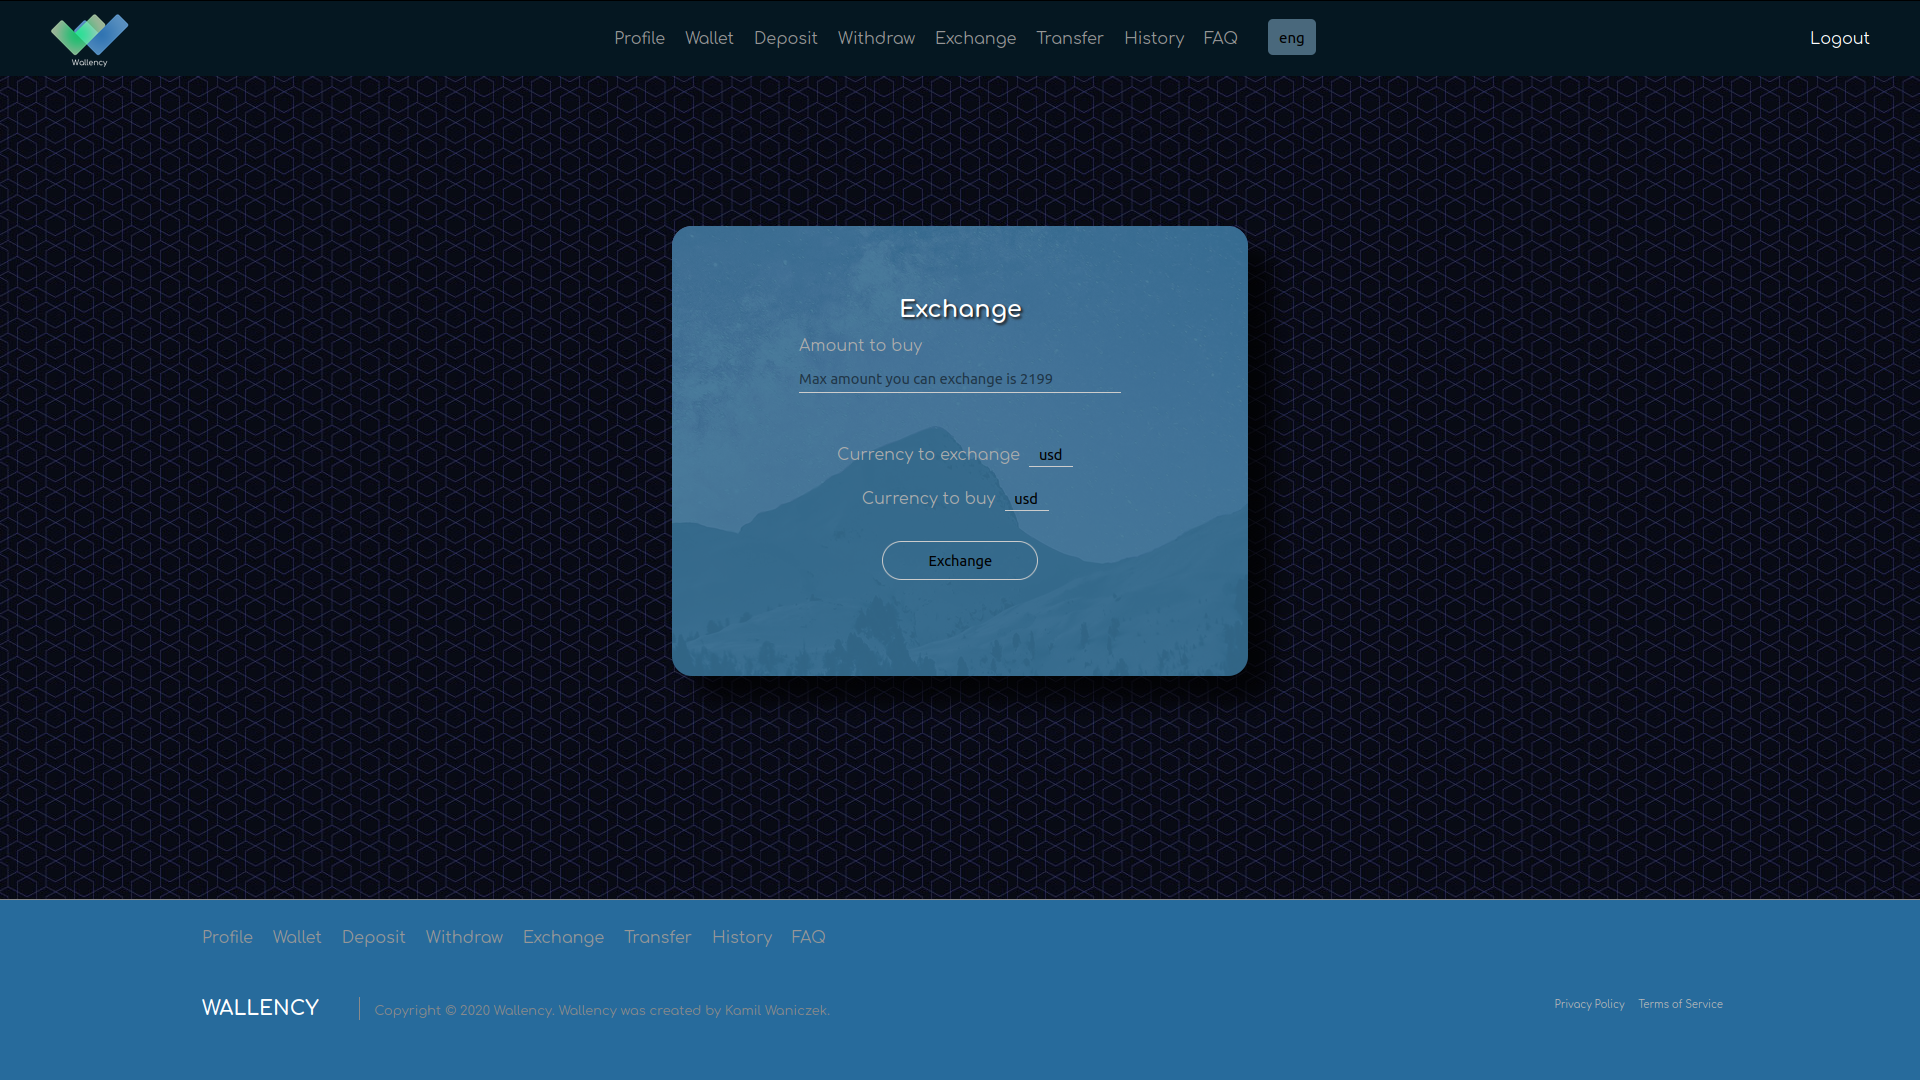 Wallency
Profile Wallet Deposit Withdraw Exchange Transfer History FAQ eng Logout
Exchange
Amount to buy
Max amount you can exchange is 2199
Currency to exchange usd
Currency to buy usd
Exchange
Profile Wallet Deposit Withdraw Exchange Transfer History FAQ
WALLENCY Copyright © 2020 Wallency. Wallency was created by Kamil Waniczek. Privacy Policy Terms of Service